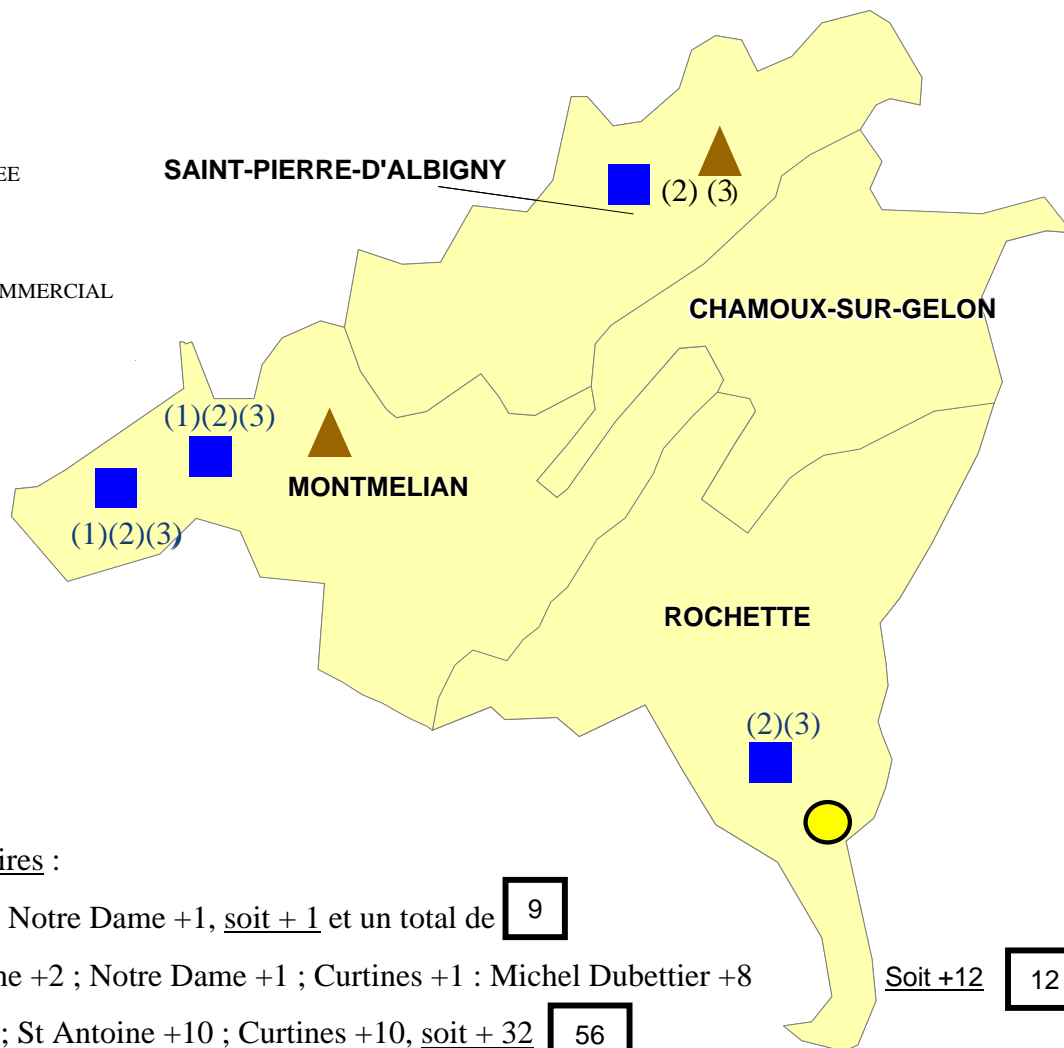 EE
SAINT-PIERRE-D'ALBIGNY
(2) (3)
MMERCIAL
CHAMOUX-SUR-GELON
(1)(2)(3)
MONTMELIAN
(1)(2)(3)
ROCHETTE
(2)(3)
ires :
Notre Dame +1, soit + 1 et un total de 9
ne +2 ; Notre Dame +1 ; Curtines +1 : Michel Dubettier +8 Soit +12 12
; St Antoine +10 ; Curtines +10, soit + 32 56